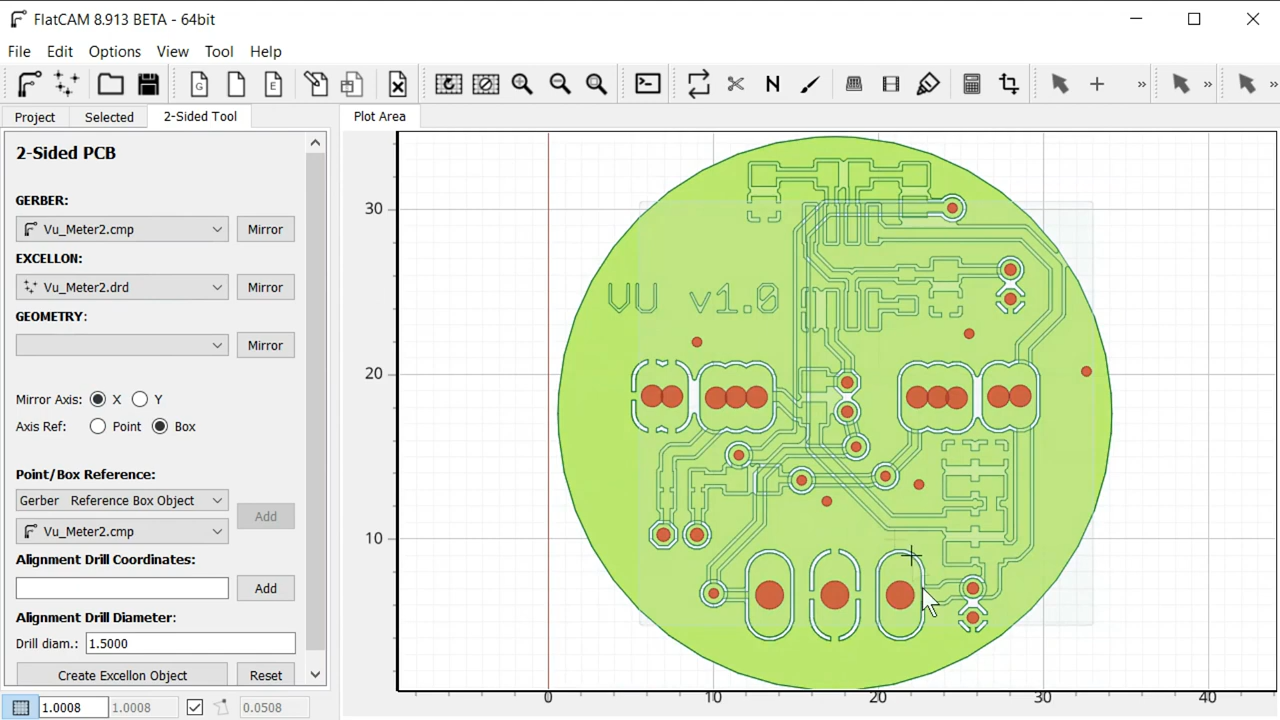 FlatCAM 8.913 BETA - 64bit
File Edit Options View Tool Help
G E N
Project Selected 2-Sided Tool Plot Area
2-Sided PCB
GERBER:
Vu_Meter2.cmp Mirror
EXCELLON:
Vu_Meter2.drd Mirror
GEOMETRY:
Mirror
Mirror Axis: X Y
Axis Ref: Point Box
Point/Box Reference:
Gerber Reference Box Object
Add
Vu_Meter2.cmp
Alignment Drill Coordinates:
Add
Alignment Drill Diameter:
Drill diam.: 1.5000
Create Excellon Object Reset
1.0008 1.0008 0.0508
30
20
10
VU v1.0
0 10 20 30 40